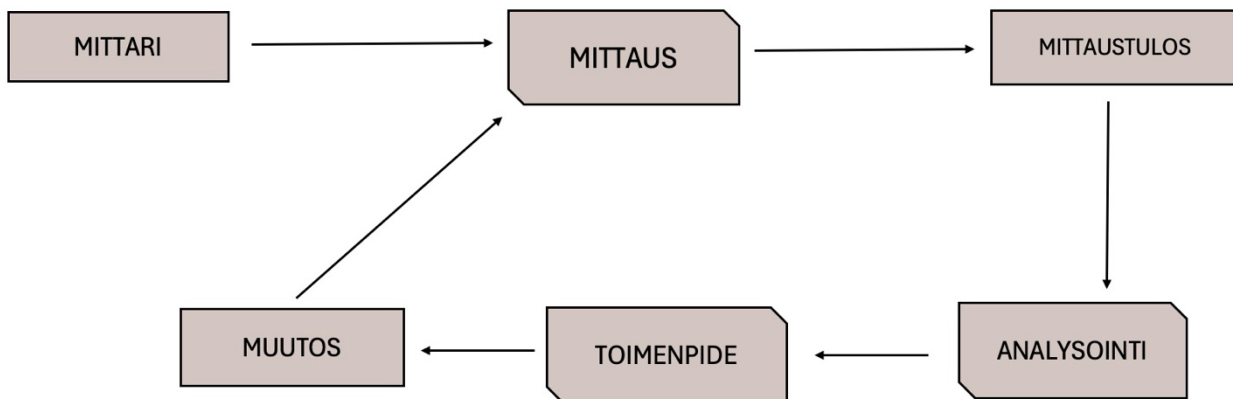 MITTARI
MITTAUS
MITTAUSTULOS
MUUTOS
TOIMENPIDE
ANALYSOINTI